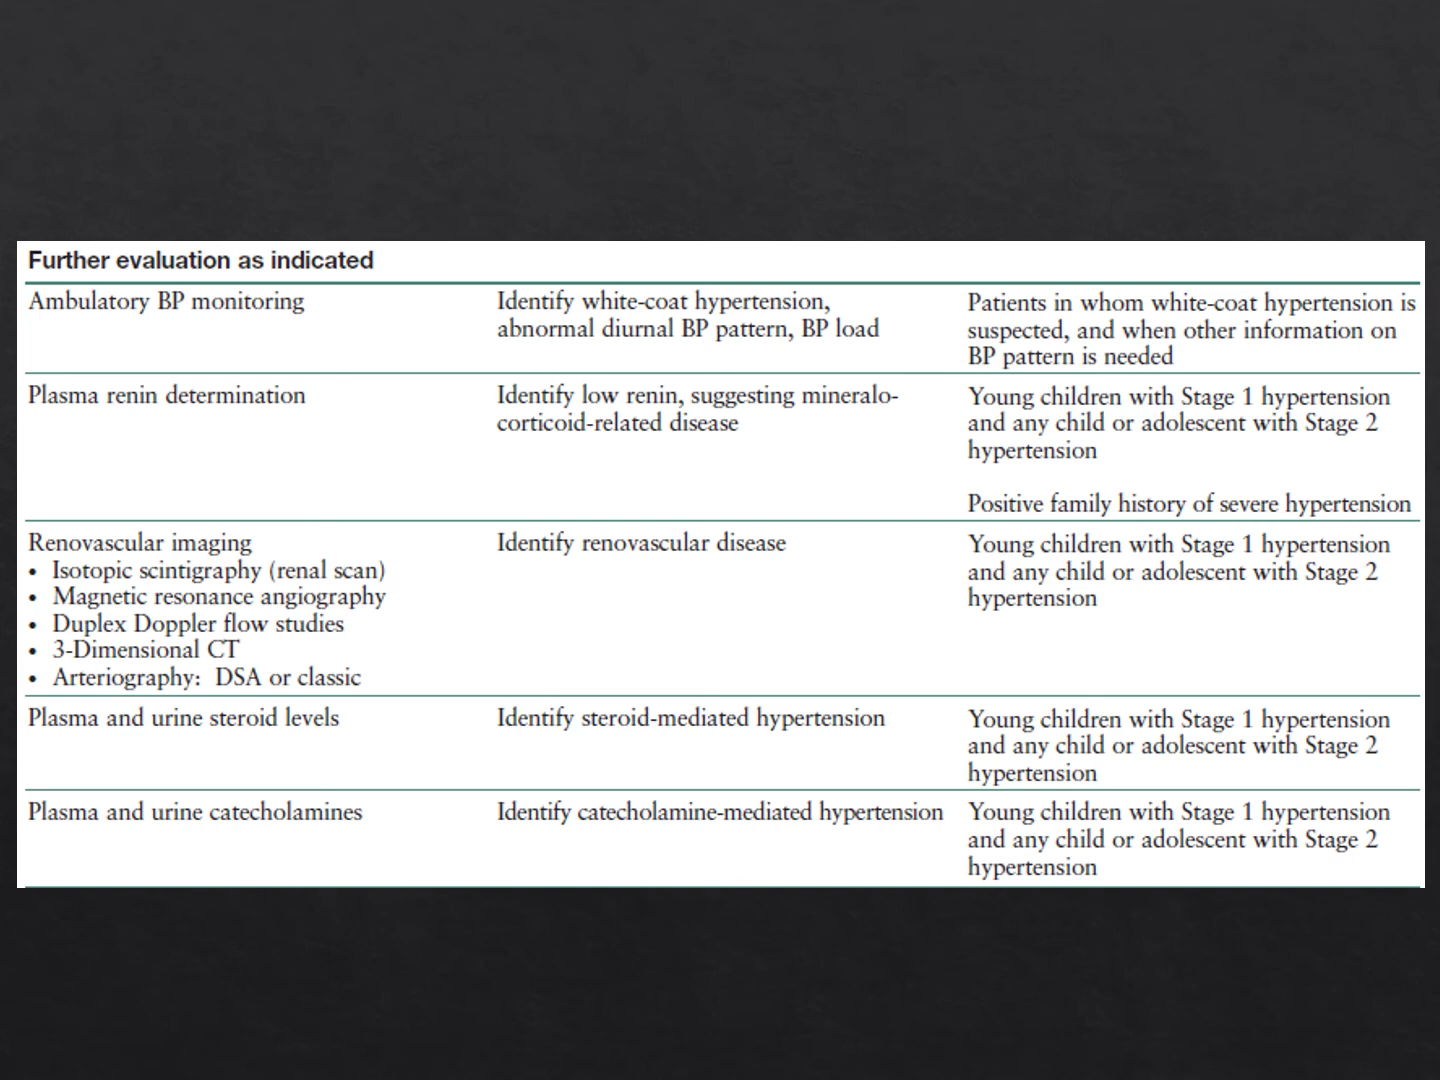 Further evaluation as indicated
Ambulatory BP monitoring
Identify white-coat hypertension,
abnormal diurnal BP pattern, BP load
Patients in whom white-coat hypertension is
suspected, and when other information on
BP pattern is needed
Plasma renin determination
Identify low renin, suggesting mineralo-
corticoid-related disease
Young children with Stage 1 hypertension
and any child or adolescent with Stage 2
hypertension
Positive family history of severe hypertension
Renovascular imaging
• Isotopic scintigraphy (renal scan)
• Magnetic resonance angiography
• Duplex Doppler flow studies
• 3-Dimensional CT
• Arteriography: DSA or classic
Identify renovascular disease
Young children with Stage 1 hypertension
and any child or adolescent with Stage 2
hypertension
Plasma and urine steroid levels
Identify steroid-mediated hypertension
Young children with Stage 1 hypertension
and any child or adolescent with Stage 2
hypertension
Plasma and urine catecholamines
Identify catecholamine-mediated hypertension
Young children with Stage 1 hypertension
and any child or adolescent with Stage 2
hypertension